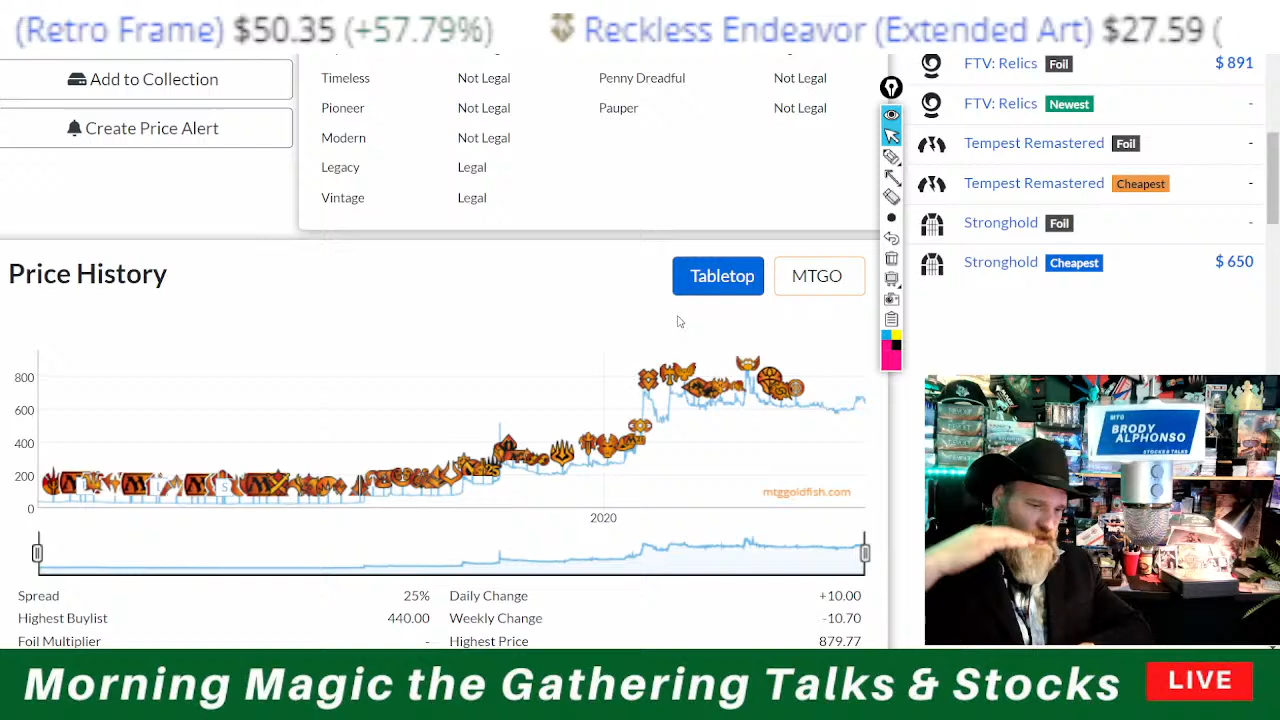 (Retro Frame) $50.35 (+57.79%) Reckless Endeavor (Extended Art) $27.59 (
Add to Collection
Create Price Alert
Timeless Not Legal Penny Dreadful Not Legal
Pioneer Not Legal Pauper Not Legal
Modern Not Legal
Legacy Legal
Vintage Legal
FTV: Relics Foil $ 891
FTV: Relics Newest -
Tempest Remastered Foil -
Tempest Remastered Cheapest -
Stronghold Foil -
Stronghold Cheapest $ 650
Price History
Tabletop MTGO
800
600
400
200
0
2020
mtggoldfish.com
Spread 25% Daily Change +10.00
Highest Buylist 440.00 Weekly Change -10.70
Foil Multiplier - Highest Price 879.77
MTG
BRODY
ALPHONSO
STOCKS & TALKS
Morning Magic the Gathering Talks & Stocks LIVE